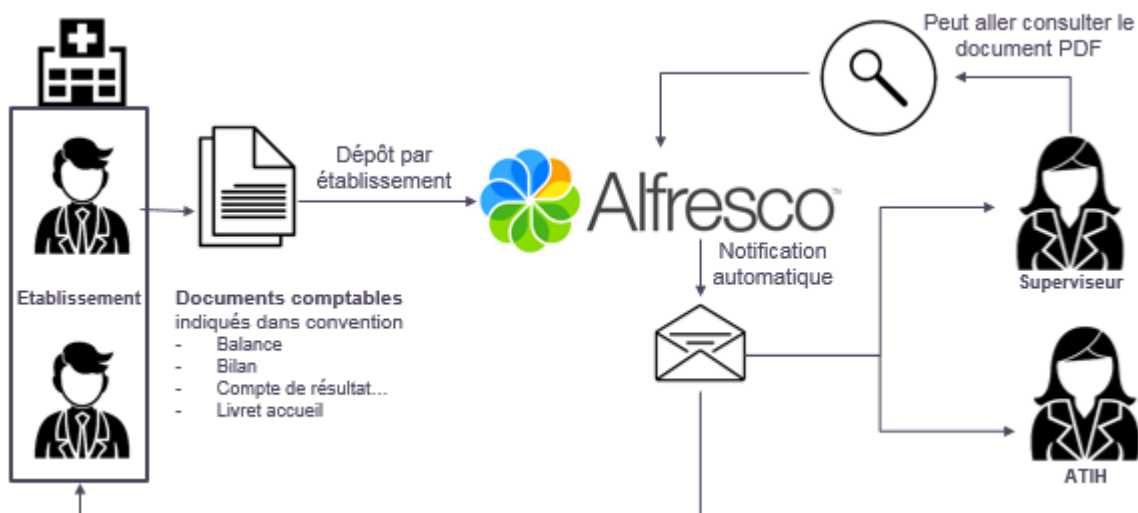 Peut aller consulter le
document PDF
Dépôt par
établissement
Alfresco™
Notification
automatique
Etablissement
Documents comptables
indiqués dans convention
- Balance
- Bilan
- Compte de résultat...
- Livret accueil
Superviseur
ATIH